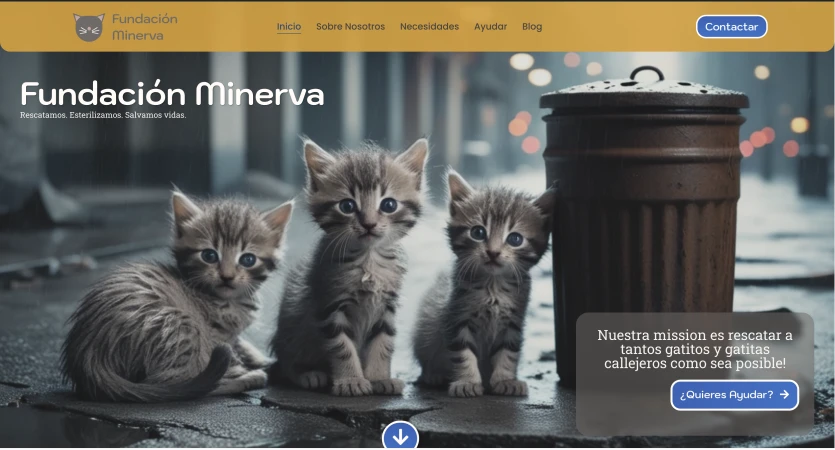 Fundación
Minerva
Inicio Sobre Nosotros Necesidades Ayudar Blog
Contactar
Fundación Minerva
Rescatamos. Esterilizamos. Salvamos vidas.
Nuestra mission es rescatar a
tantos gatitos y gatitas
callejeros como sea posible!
¿Quieres Ayudar?